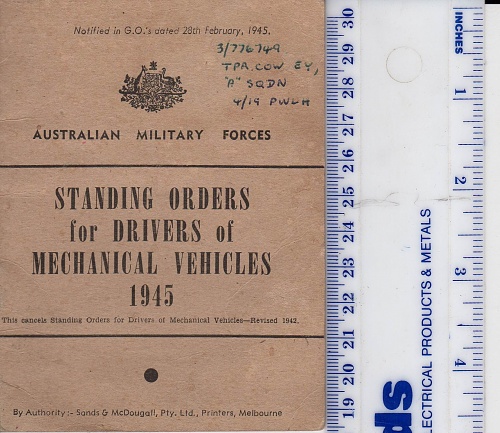 Notified in G.O.'s dated 28th February, 1945.
3/776749
TPR. COWEY,
"A" SQDN
4/19 PWLH
AUSTRALIAN MILITARY FORCES
STANDING ORDERS
for DRIVERS of
MECHANICAL VEHICLES
1945
This cancels Standing Orders for Drivers of Mechanical Vehicles—Revised 1942.
By Authority:- Sands & McDougall, Pty. Ltd., Printers, Melbourne
30
29
28
27
26
25
24
23
22
21
20
19
INCHES
1
2
3
4
ds
LECTRICAL PRODUCTS & METALS